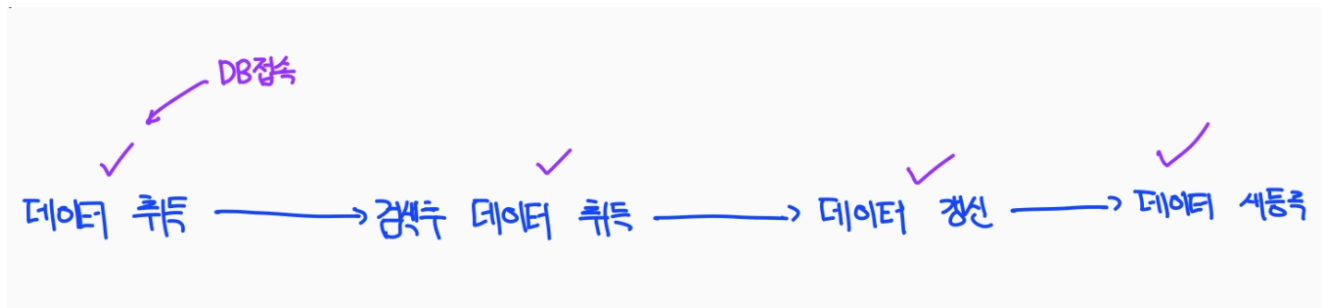 DB접속
데이터 취득 → 검색후 데이터 취득 → 데이터 갱신 → 데이터 새등록